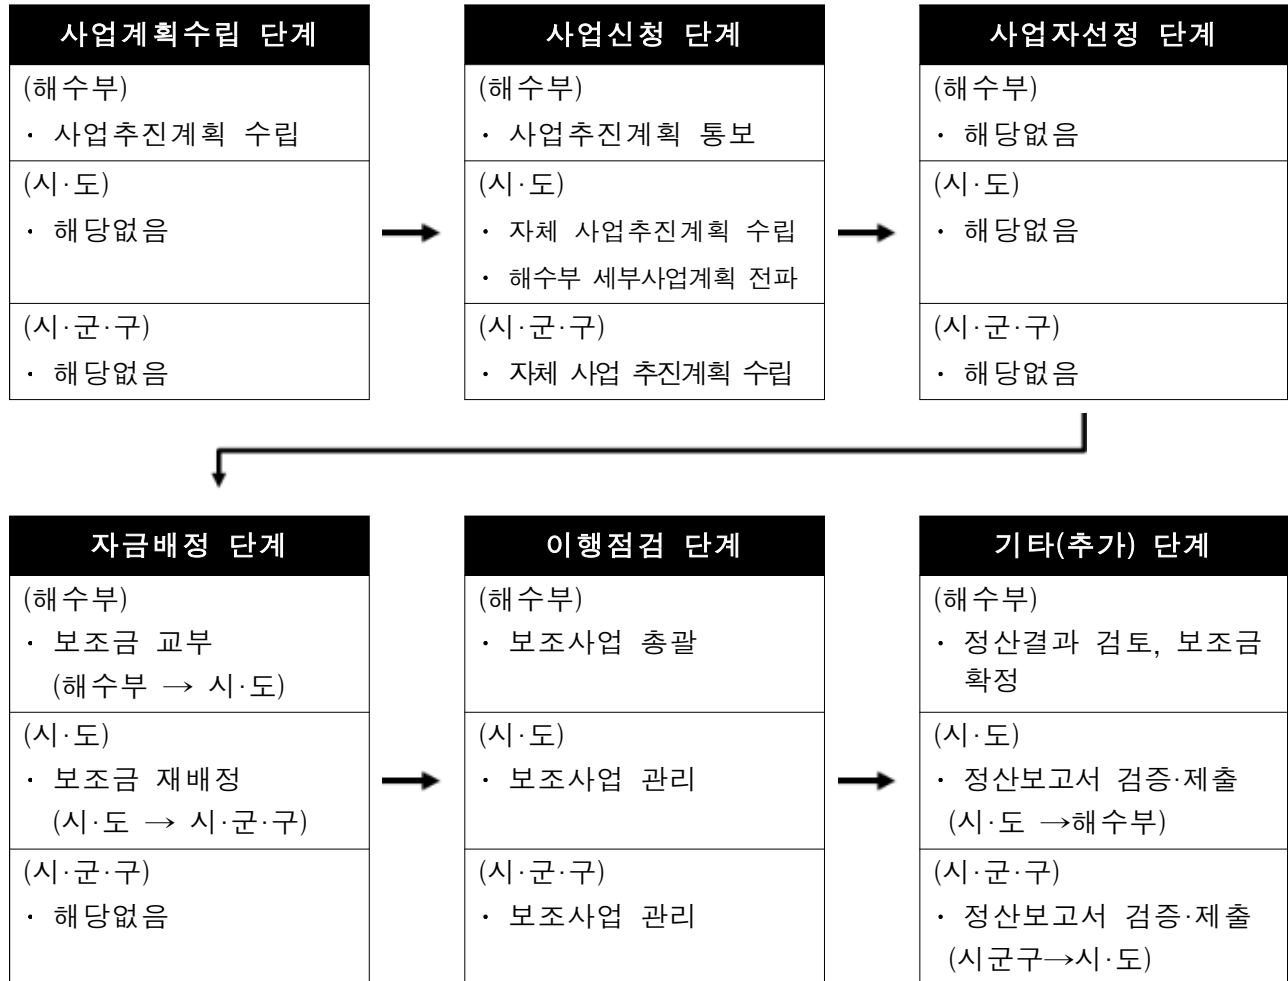 사업계획수립 단계
(해수부)
· 사업추진계획 수립
(시·도)
· 해당없음
(시·군·구)
· 해당없음
사업신청 단계
(해수부)
· 사업추진계획 통보
(시·도)
· 자체 사업추진계획 수립
· 해수부 세부사업계획 전파
(시·군·구)
· 자체 사업 추진계획 수립
사업자선정 단계
(해수부)
· 해당없음
(시·도)
· 해당없음
(시·군·구)
· 해당없음
자금배정 단계
(해수부)
· 보조금 교부
(해수부 → 시·도)
(시·도)
· 보조금 재배정
(시·도 → 시·군·구)
(시·군·구)
· 해당없음
이행점검 단계
(해수부)
· 보조사업 총괄
(시·도)
· 보조사업 관리
(시·군·구)
· 보조사업 관리
기타(추가) 단계
(해수부)
· 정산결과 검토, 보조금
확정
(시·도)
· 정산보고서 검증·제출
(시·도 →해수부)
(시·군·구)
· 정산보고서 검증·제출
(시군구→시·도)